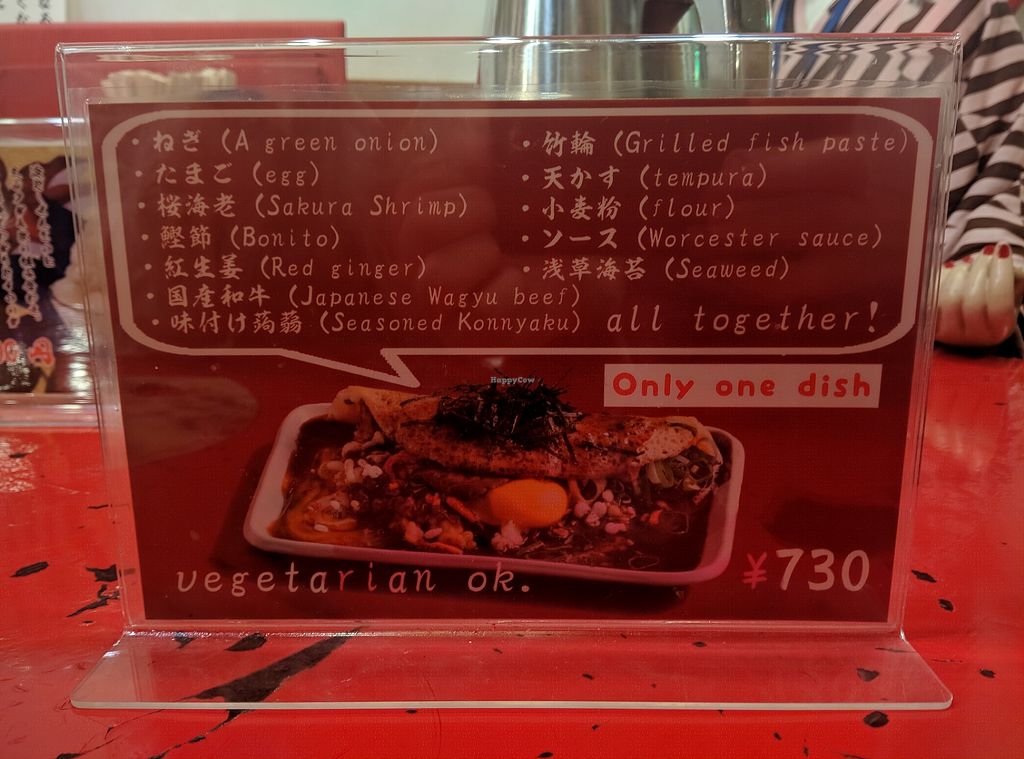 ・ねぎ (A green onion)
・たまご (egg)
・桜海老 (Sakura Shrimp)
・鰹節 (Bonito)
・紅生姜 (Red ginger)
・国産和牛 (Japanese Wagyu beef)
・味付け蒟蒻 (Seasoned Konnyaku)
・竹輪 (Grilled fish paste)
・天かす (tempura)
・小麦粉 (flour)
・ソース (Worcester sauce)
・浅草海苔 (Seaweed)
all together!
HappyCow
Only one dish
vegetarian ok.
¥730